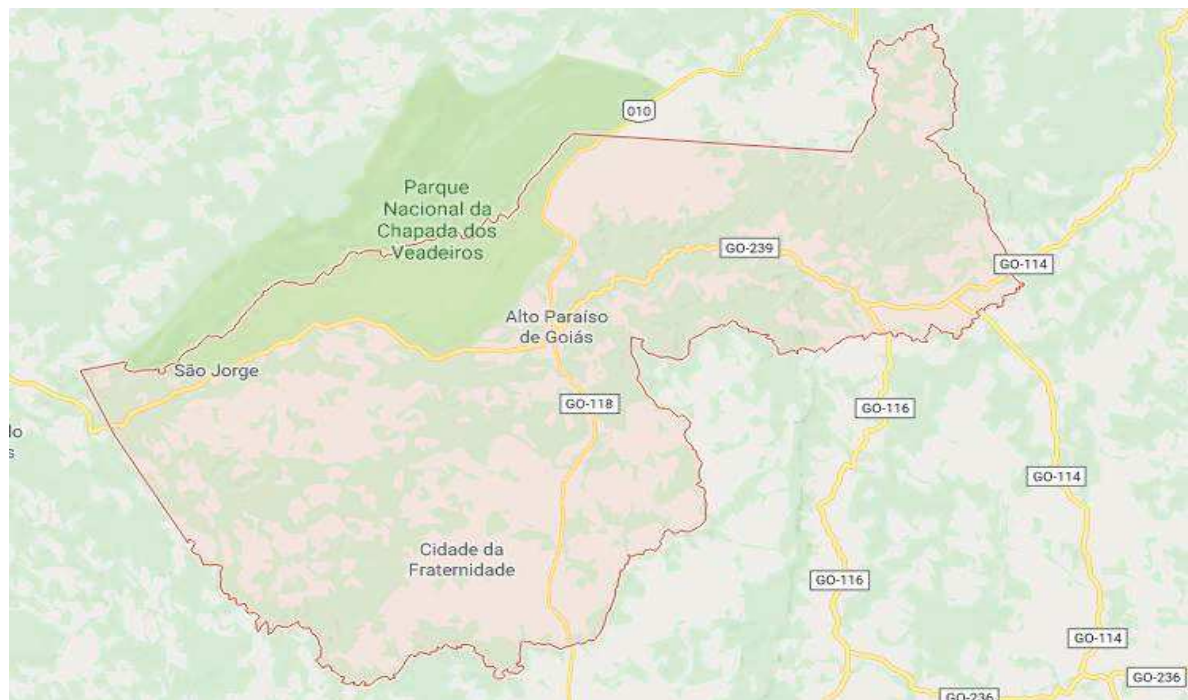 010
Parque
Nacional da
Chapada dos
Veadeiros
GO-239
GO-114
Alto Paraíso
de Goiás
São Jorge
GO-118
GO-116
lo
s
GO-114
Cidade da
Fraternidade
GO-116
GO-114
GO-236
GO-236